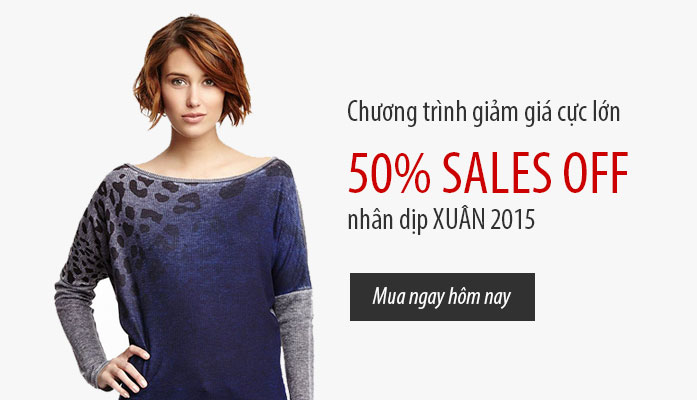 Chương trình giảm giá cực lớn
50% SALES OFF
nhân dịp XUÂN 2015
Mua ngay hôm nay